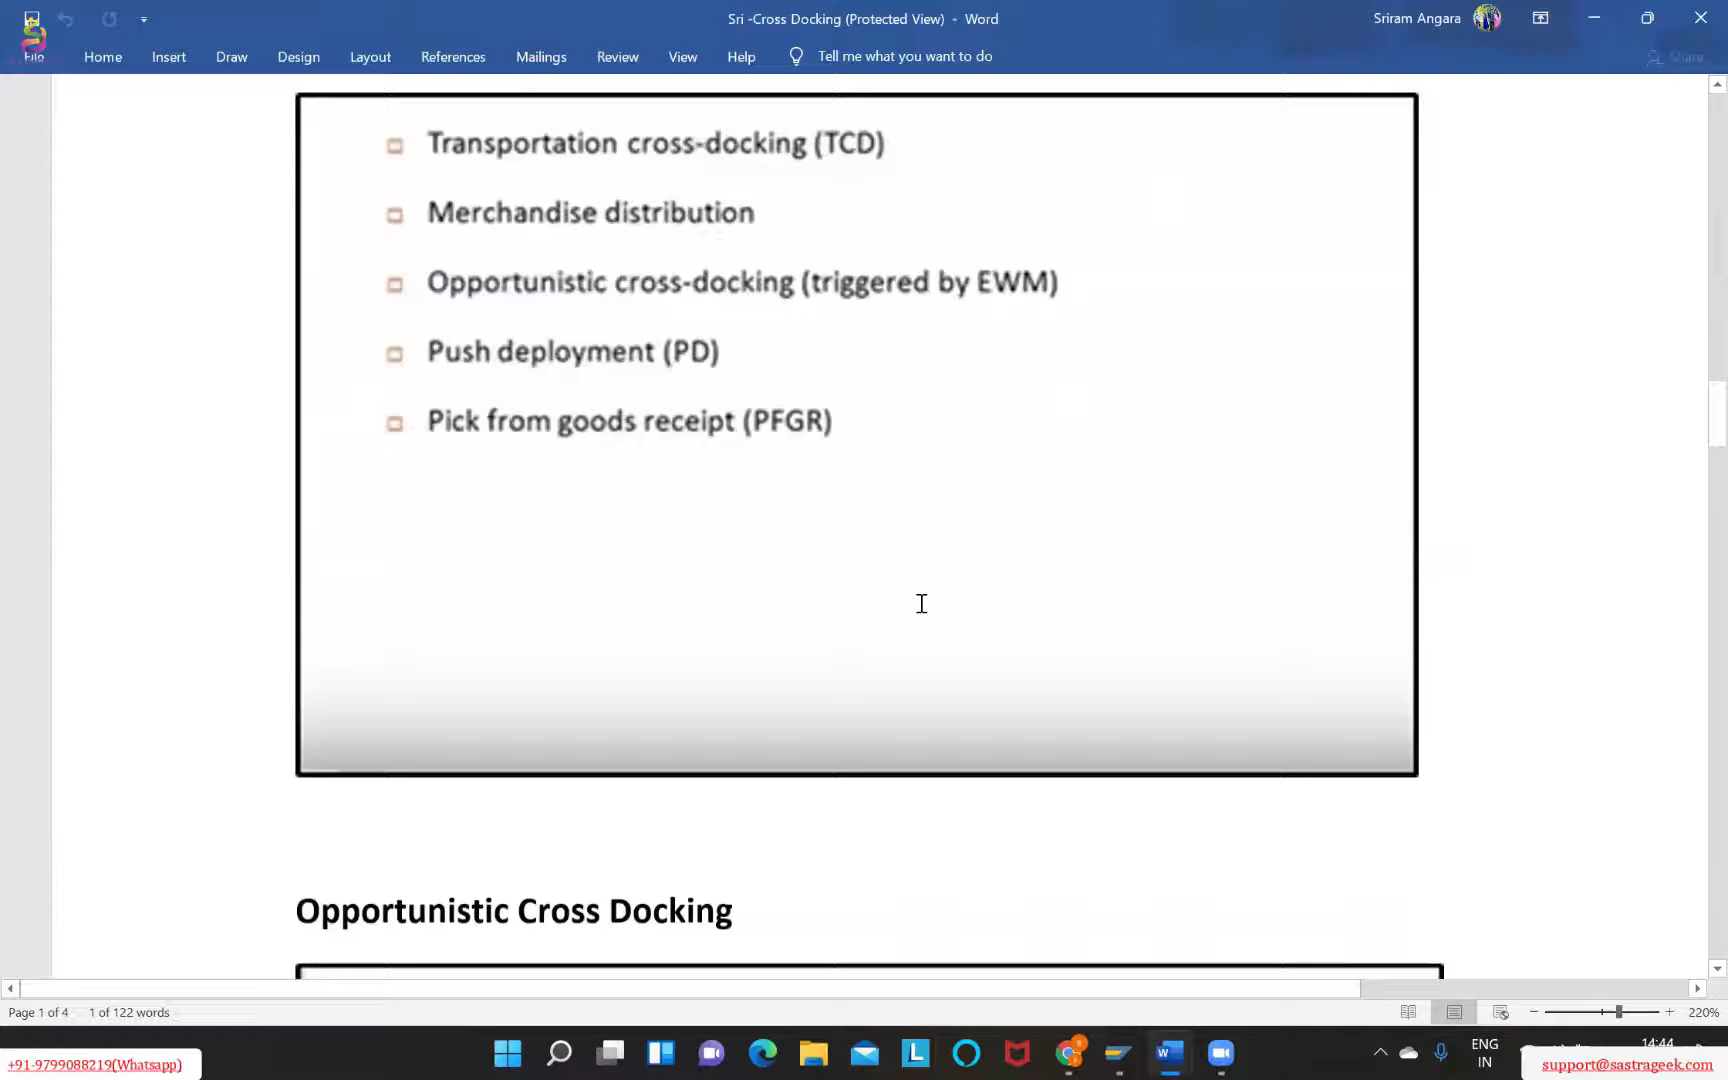 Sri -Cross Docking (Protected View) - Word
Sriram Angara
File Home Insert Draw Design Layout References Mailings Review View Help Tell me what you want to do Share
Transportation cross-docking (TCD)
Merchandise distribution
Opportunistic cross-docking (triggered by EWM)
Push deployment (PD)
Pick from goods receipt (PFGR)
Opportunistic Cross Docking
Page 1 of 4 1 of 122 words 220%
ENG 14:44
IN
+91-9799088219(Whatsapp) support@sastrageek.com